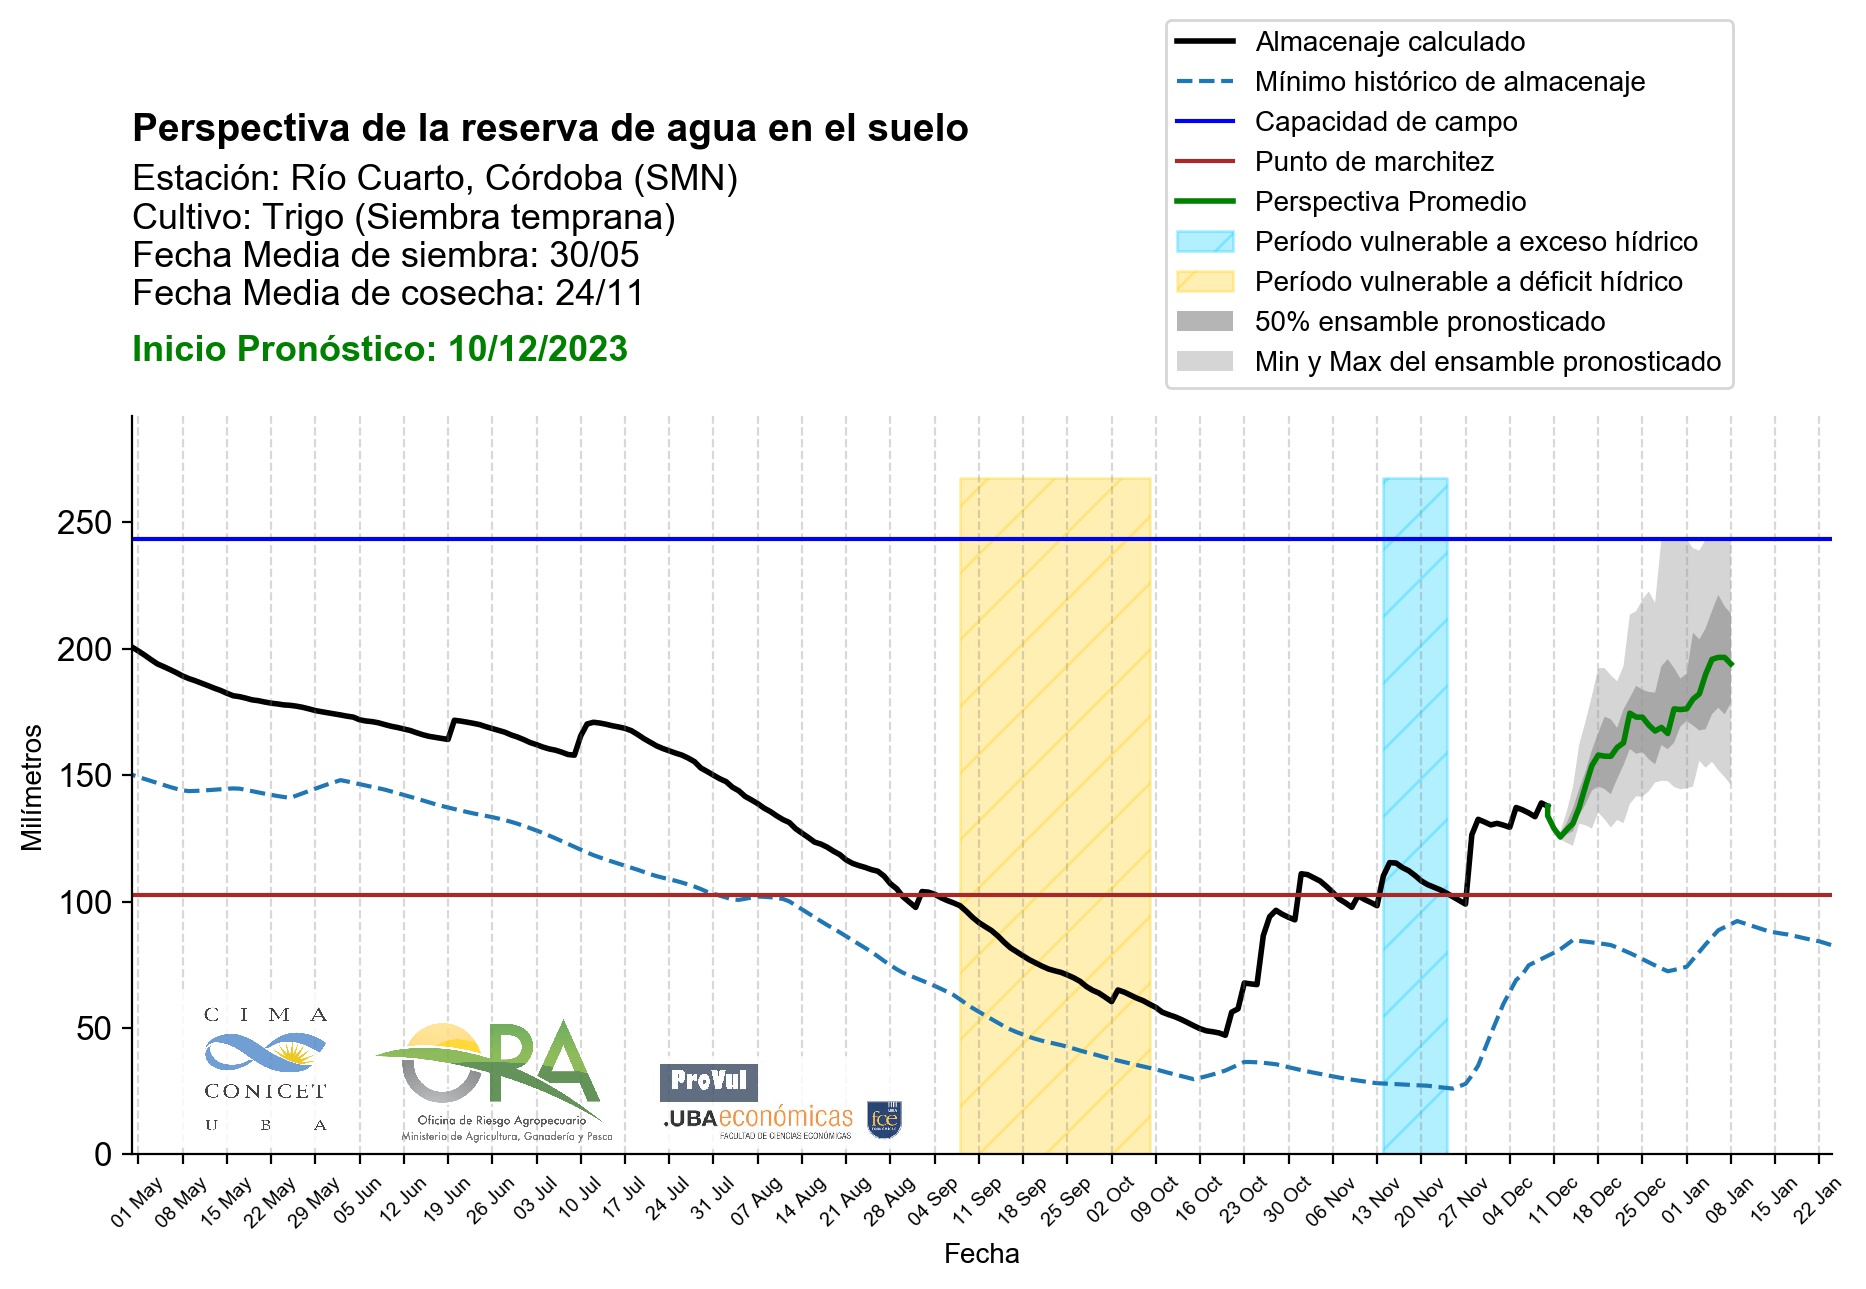 Almacenaje calculado
Mínimo histórico de almacenaje
Capacidad de campo
Punto de marchitez
Perspectiva Promedio
Período vulnerable a exceso hídrico
Período vulnerable a déficit hídrico
50% ensamble pronosticado
Min y Max del ensamble pronosticado
Perspectiva de la reserva de agua en el suelo
Estación: Río Cuarto, Córdoba (SMN)
Cultivo: Trigo (Siembra temprana)
Fecha Media de siembra: 30/05
Fecha Media de cosecha: 24/11
Inicio Pronóstico: 10/12/2023
Milímetros
250
200
150
100
50
0
CIMA
CONICET
UBA
ORA
Oficina de Riesgo Agropecuario
Ministerio de Agricultura, Ganadería y Pesca
ProVul
.UBAeconómicas
FACULTAD DE CIENCIAS ECONÓMICAS
fce
01 May
08 May
15 May
22 May
29 May
05 Jun
12 Jun
19 Jun
26 Jun
03 Jul
10 Jul
17 Jul
24 Jul
31 Jul
07 Aug
14 Aug
21 Aug
28 Aug
04 Sep
11 Sep
18 Sep
25 Sep
02 Oct
09 Oct
16 Oct
23 Oct
30 Oct
06 Nov
13 Nov
20 Nov
27 Nov
04 Dec
11 Dec
18 Dec
25 Dec
01 Jan
08 Jan
15 Jan
22 Jan
Fecha